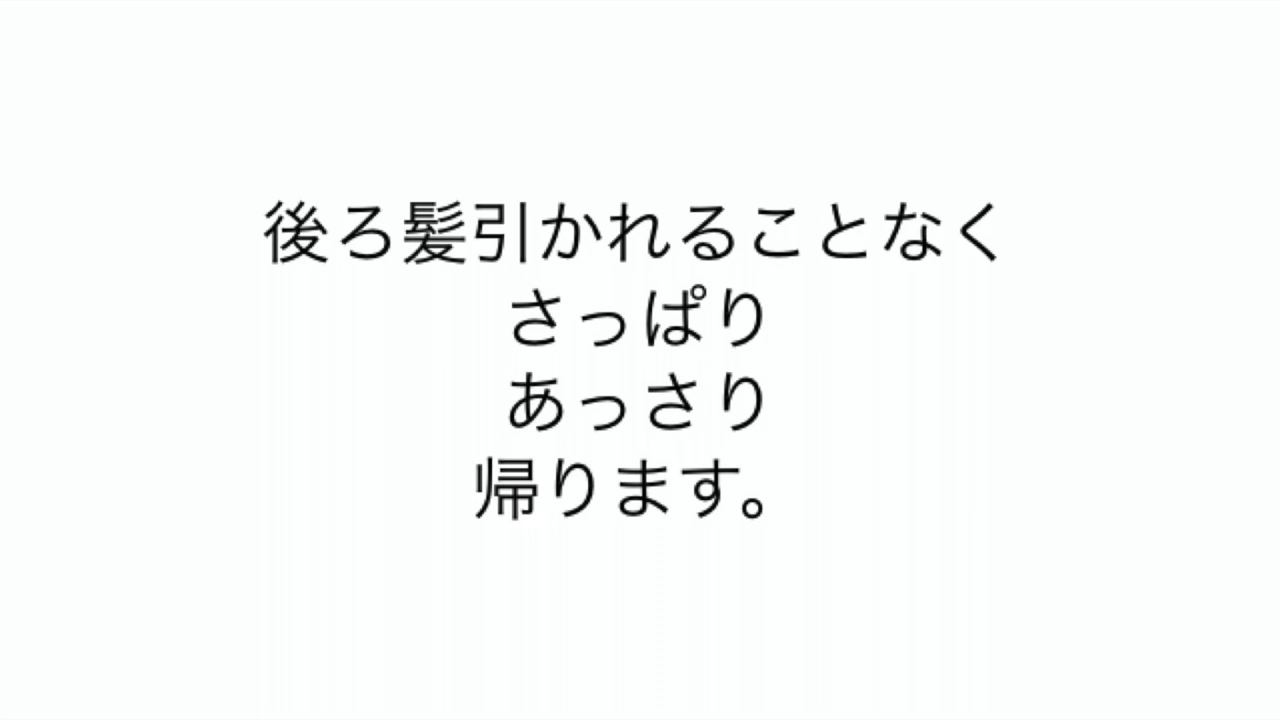 後ろ髪引かれることなく
さっぱり
あっさり
帰ります。